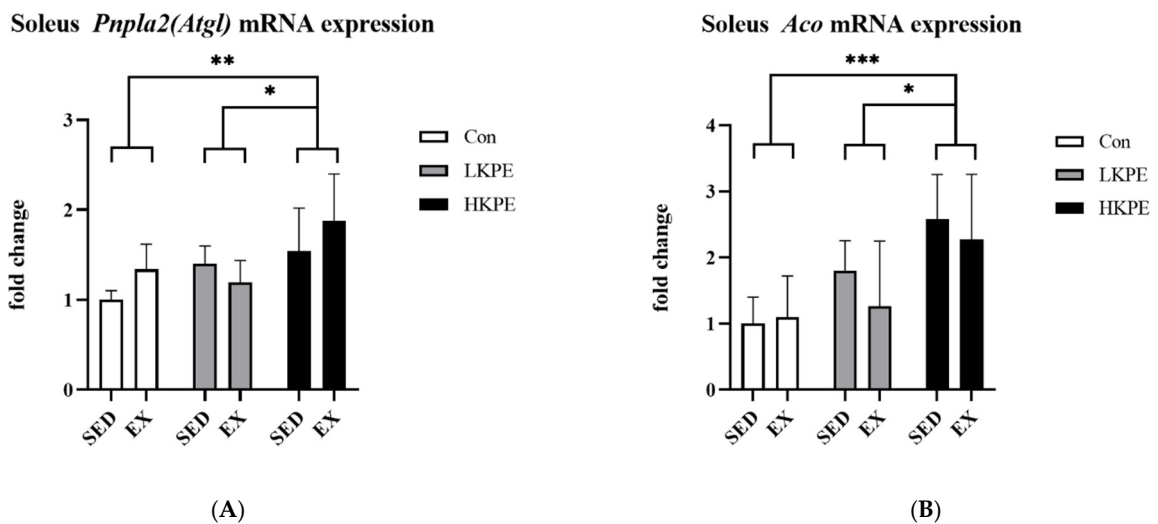 Soleus Pnpla2(Atgl) mRNA expression
**
*
3
2
1
0
fold change
SED
EX
SED
EX
SED
EX
Con
LKPE
HKPE
(A)
Soleus Aco mRNA expression
***
*
4
3
2
1
0
fold change
SED
EX
SED
EX
SED
EX
Con
LKPE
HKPE
(B)